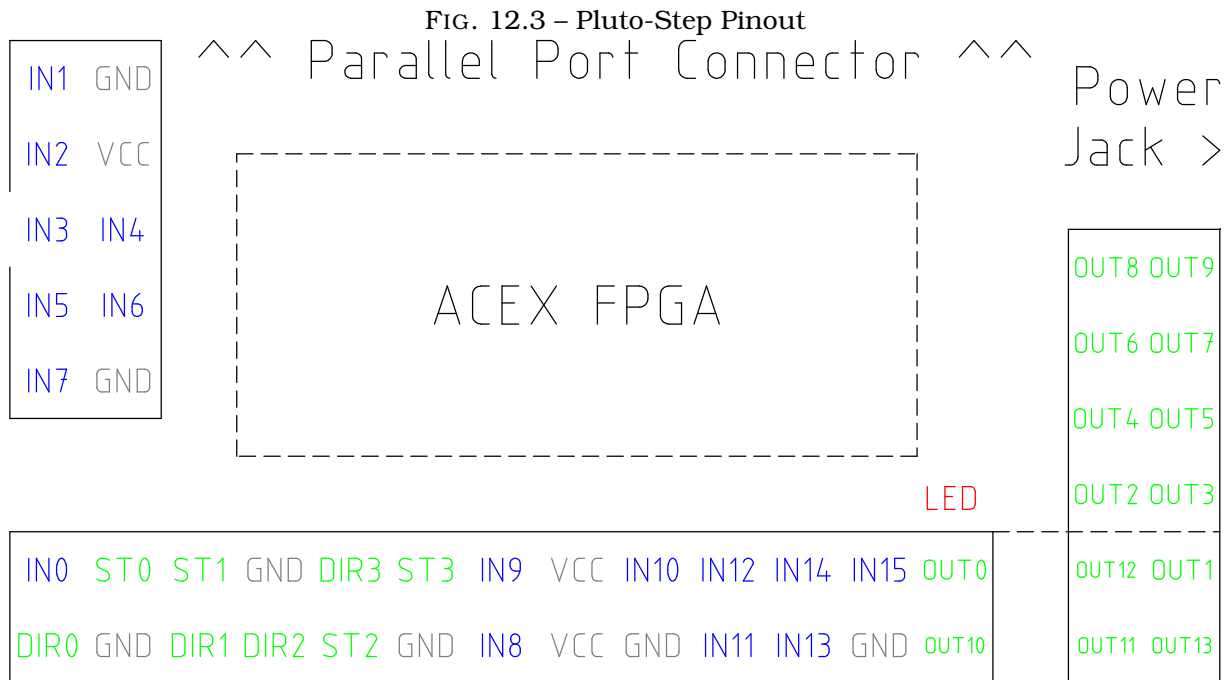 FIG. 12.3 – Pluto-Step Pinout
^^ Parallel Port Connector ^^
Power
Jack >
IN1 GND
IN2 VCC
IN3 IN4
IN5 IN6
IN7 GND
ACEX FPGA
OUT8 OUT9
OUT6 OUT7
OUT4 OUT5
OUT2 OUT3
LED
IN0 ST0 ST1 GND DIR3 ST3 IN9 VCC IN10 IN12 IN14 IN15 OUT0
OUT12 OUT1
DIR0 GND DIR1 DIR2 ST2 GND IN8 VCC GND IN11 IN13 GND OUT10
OUT11 OUT13